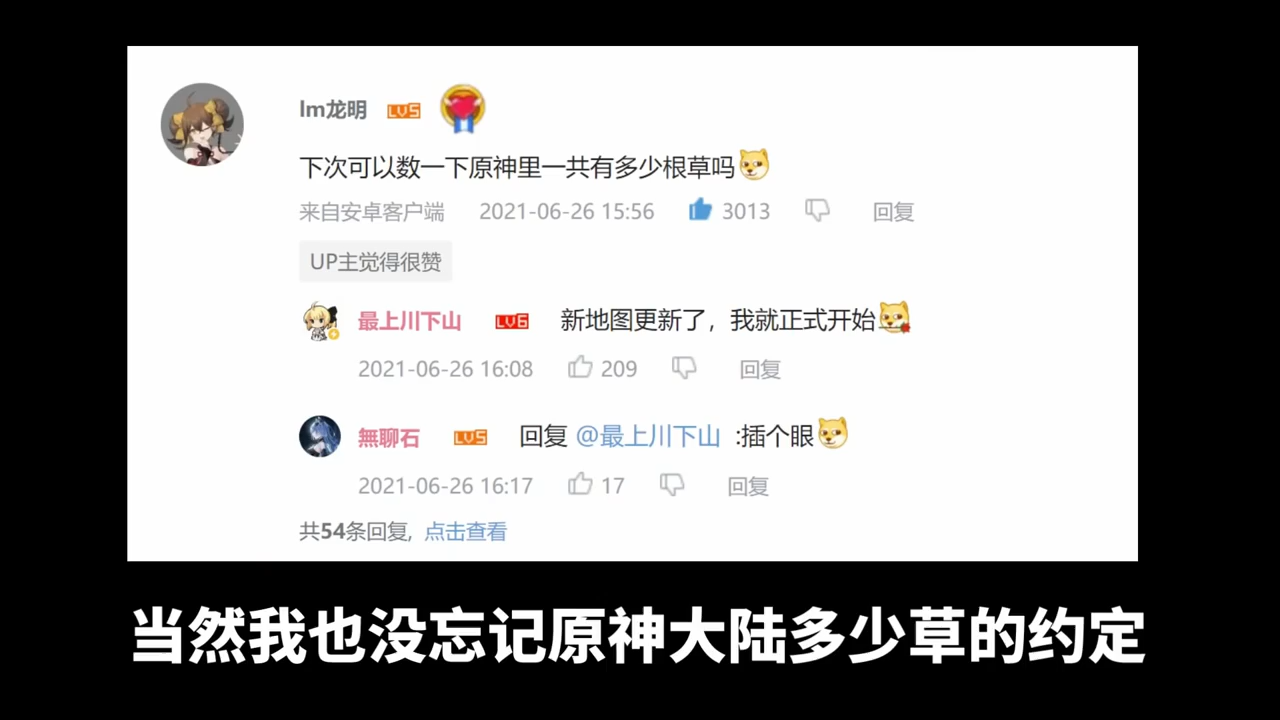 lm龙明 LV5
下次可以数一下原神里一共有多少根草吗
来自安卓客户端 2021-06-26 15:56 3013 回复
UP主觉得很赞
最上川下山 LV6 新地图更新了，我就正式开始
2021-06-26 16:08 209 回复
無聊石 LV5 回复 @最上川下山 :插个眼
2021-06-26 16:17 17 回复
共54条回复, 点击查看
当然我也没忘记原神大陆多少草的约定